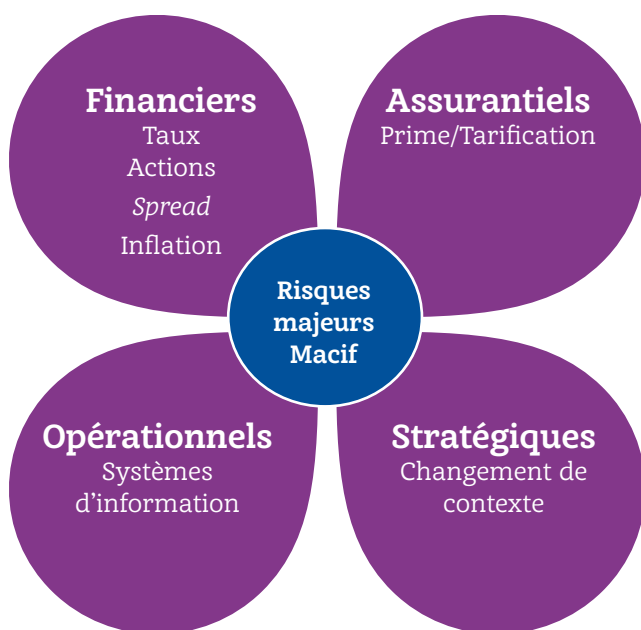 Financiers
Taux
Actions
Spread
Inflation
Assurantiels
Prime/Tarification
Risques
majeurs
Macif
Opérationnels
Systèmes
d'information
Stratégiques
Changement de
contexte